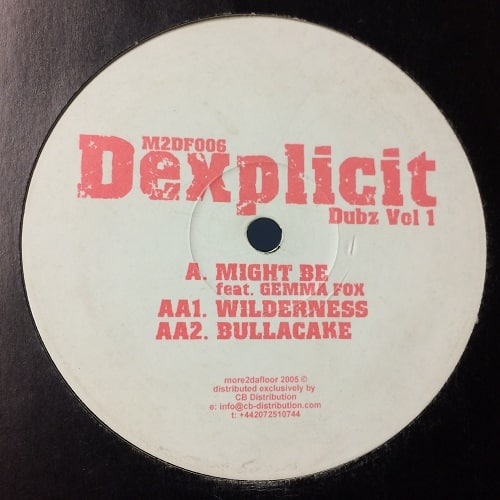 M2DF006
Dexplicit
Dubz Vol 1
A. MIGHT BE
feat. GEMMA FOX
AA1. WILDERNESS
AA2. BULLACAKE
more2dafloor 2005 ©
distributed exclusively by
CB Distribution
e: info@cb-distribution.com
t: +442072510744